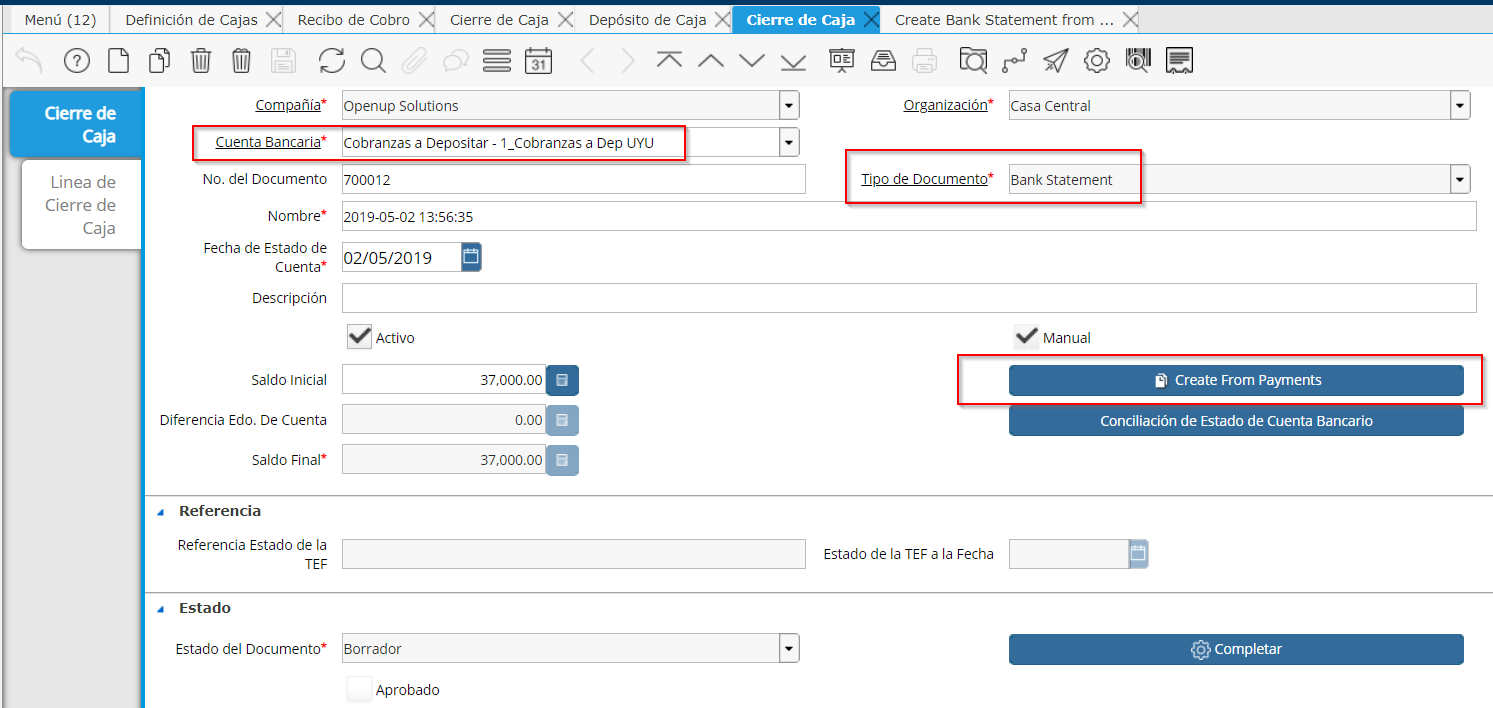 Menú (12) Definición de Cajas Recibo de Cobro Cierre de Caja Depósito de Caja Cierre de Caja Create Bank Statement from ...
31
Cierre de
Caja
Linea de
Cierre de
Caja
Compañía* Openup Solutions Organización* Casa Central
Cuenta Bancaria* Cobranzas a Depositar - 1_Cobranzas a Dep UYU
No. del Documento 700012 Tipo de Documento* Bank Statement
Nombre* 2019-05-02 13:56:35
Fecha de Estado de
Cuenta* 02/05/2019
Descripción
Activo Manual
Saldo Inicial 37,000.00 Create From Payments
Diferencia Edo. De Cuenta 0.00 Conciliación de Estado de Cuenta Bancario
Saldo Final* 37,000.00
Referencia
Referencia Estado de la
TEF Estado de la TEF a la Fecha
Estado
Estado del Documento* Borrador Completar
Aprobado